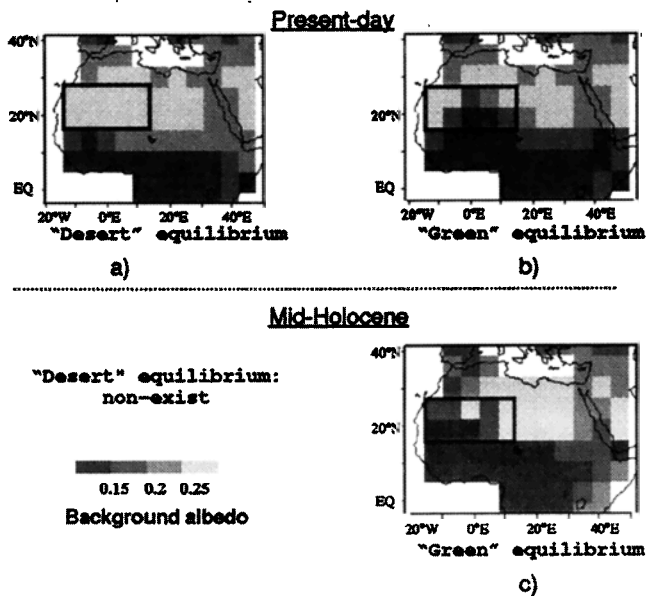 Present-day
40°N
20°N
EQ
20°W 0°E 20°E 40°E
"Desert" equilibrium
a)
40°N
20°N
EQ
20°W 0°E 20°E 40°E
"Green" equilibrium
b)
Mid-Holocene
"Desert" equilibrium:
non-exist
0.15 0.2 0.25
Background albedo
40°N
20°N
EQ
20°W 0°E 20°E 40°E
"Green" equilibrium
c)